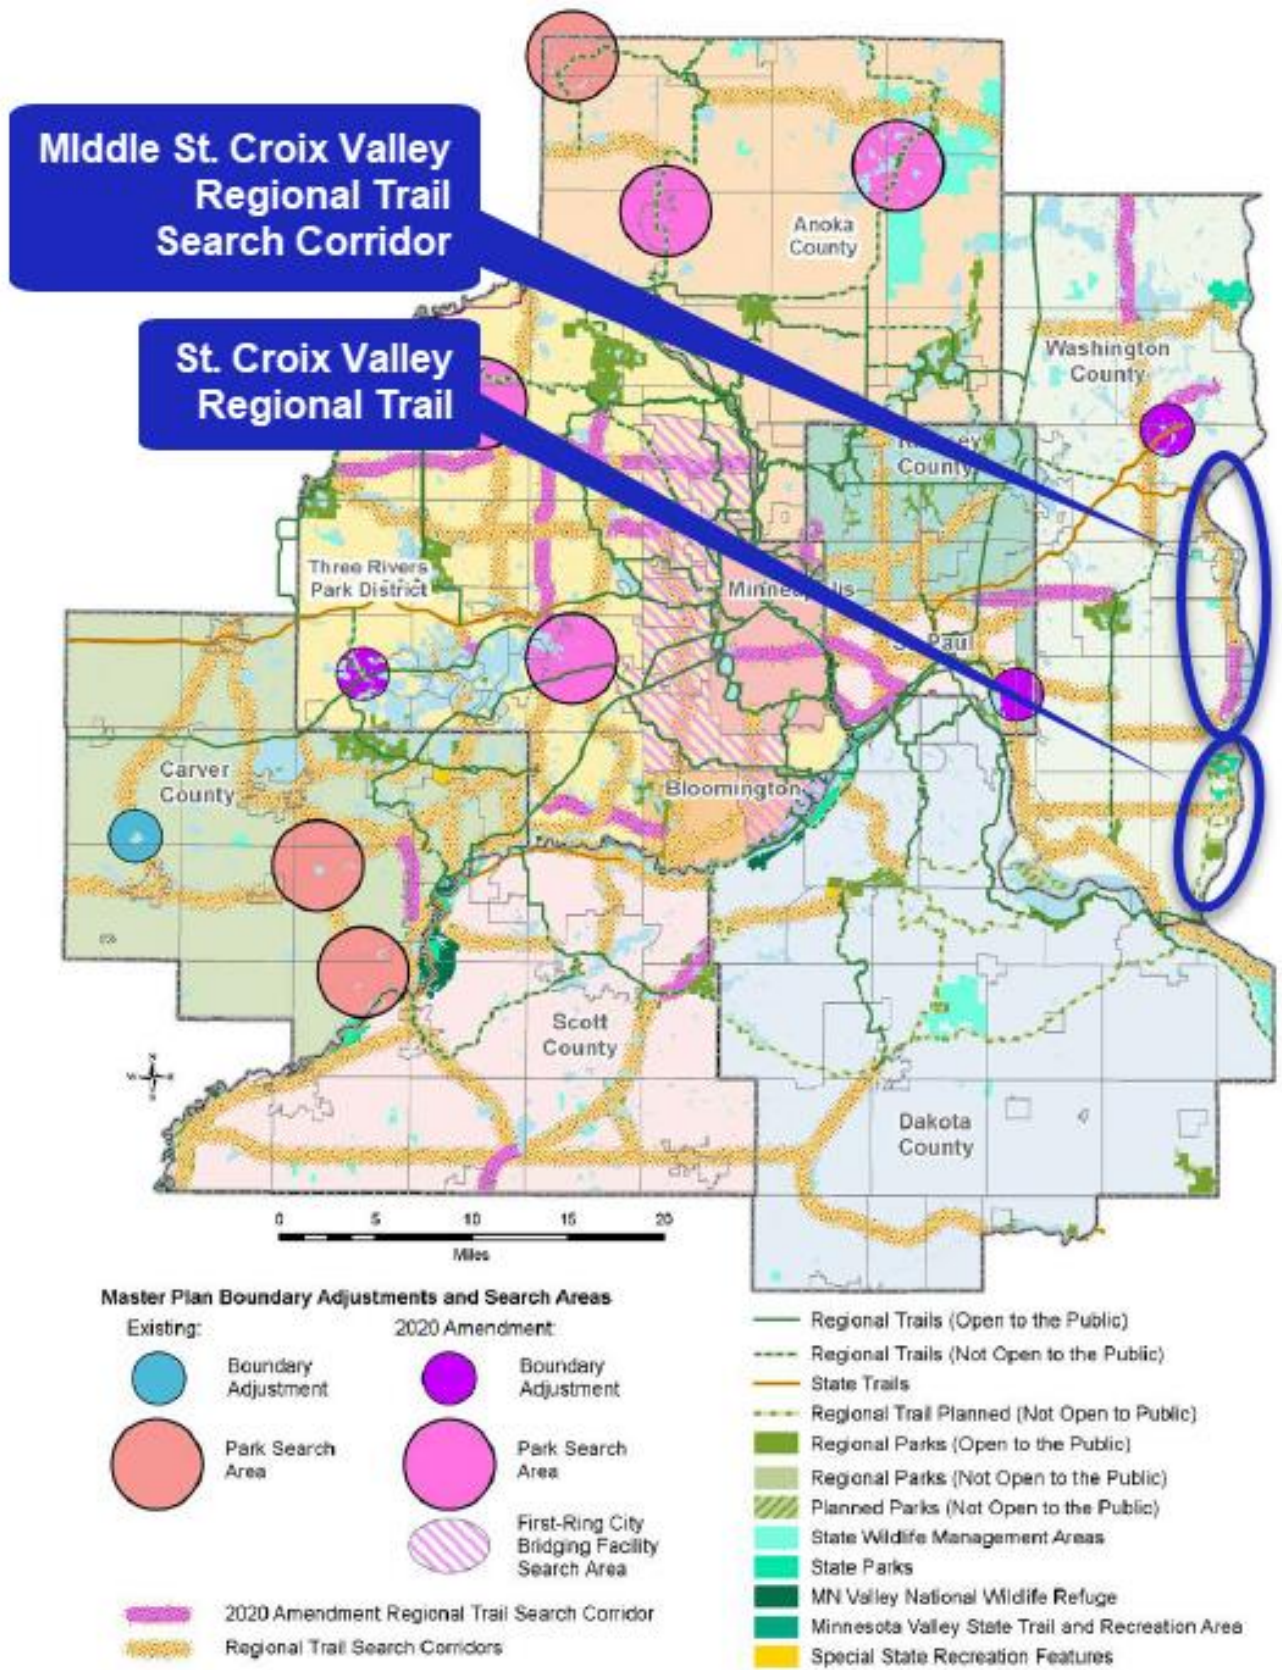 MIddle St. Croix Valley
Regional Trail
Search Corridor
St. Croix Valley
Regional Trail
Anoka
County
Washington
County
County
Three Rivers
Park District
Minneapolis
Paul
Carver
County
Bloomington
Scott
County
Dakota
County
0 5 10 15 20
Miles
Master Plan Boundary Adjustments and Search Areas
Existing:
2020 Amendment:
Boundary
Adjustment
Boundary
Adjustment
Park Search
Area
Park Search
Area
First-Ring City
Bridging Facility
Search Area
2020 Amendment Regional Trail Search Corridor
Regional Trail Search Corridors
Regional Trails (Open to the Public)
Regional Trails (Not Open to the Public)
State Trails
Regional Trail Planned (Not Open to Public)
Regional Parks (Open to the Public)
Regional Parks (Not Open to the Public)
Planned Parks (Not Open to the Public)
State Wildlife Management Areas
State Parks
MN Valley National Wildlife Refuge
Minnesota Valley State Trail and Recreation Area
Special State Recreation Features